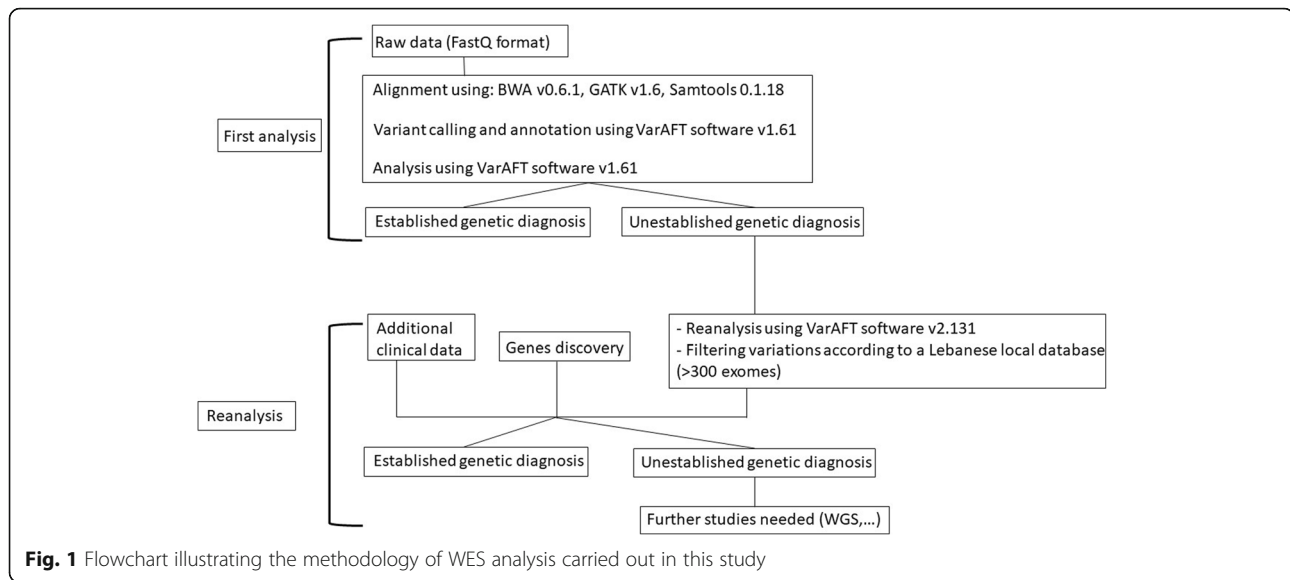 Raw data (FastQ format)
Alignment using: BWA v0.6.1, GATK v1.6, Samtools 0.1.18
Variant calling and annotation using VarAFT software v1.61
Analysis using VarAFT software v1.61
First analysis
Established genetic diagnosis
Unestablished genetic diagnosis
Additional
clinical data
Genes discovery
- Reanalysis using VarAFT software v2.131
- Filtering variations according to a Lebanese local database
(>300 exomes)
Reanalysis
Established genetic diagnosis
Unestablished genetic diagnosis
Further studies needed (WGS,...)
Fig. 1 Flowchart illustrating the methodology of WES analysis carried out in this study